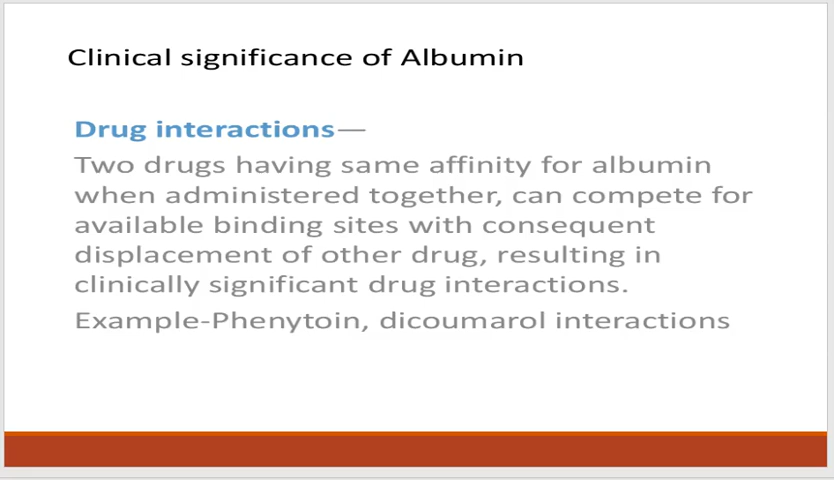 Clinical significance of Albumin
Drug interactions—
Two drugs having same affinity for albumin
when administered together, can compete for
available binding sites with consequent
displacement of other drug, resulting in
clinically significant drug interactions.
Example-Phenytoin, dicoumarol interactions